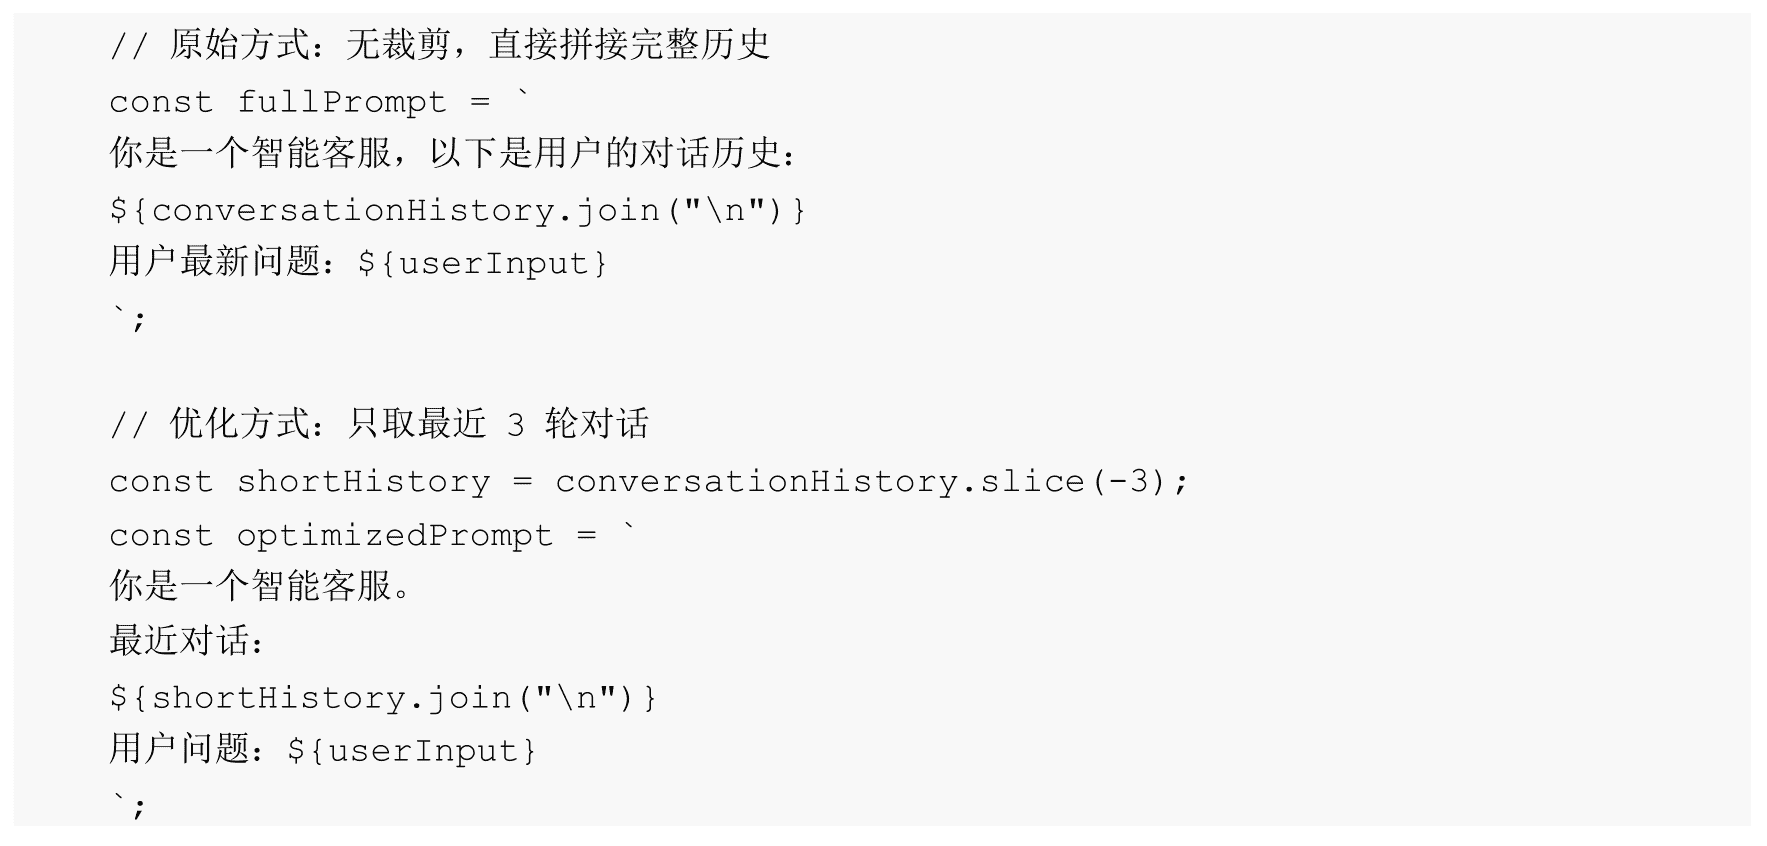 // 原始方式：无裁剪，直接拼接完整历史
const fullPrompt = `
你是一个智能客服，以下是用户的对话历史：
${conversationHistory.join("\n")}
用户最新问题：${userInput}
`;
// 优化方式：只取最近 3 轮对话
const shortHistory = conversationHistory.slice(-3);
const optimizedPrompt = `
你是一个智能客服。
最近对话：
${shortHistory.join("\n")}
用户问题：${userInput}
`;